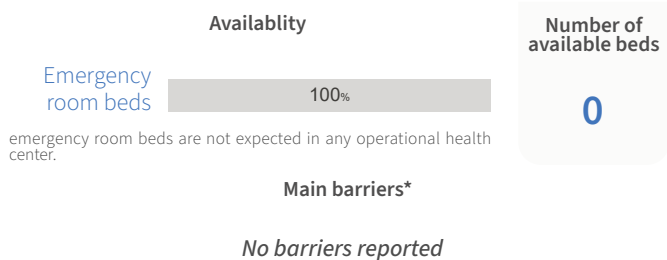 Availablity
Number of
available beds
Emergency
room beds
100%
0
emergency room beds are not expected in any operational health
center.
Main barriers*
No barriers reported